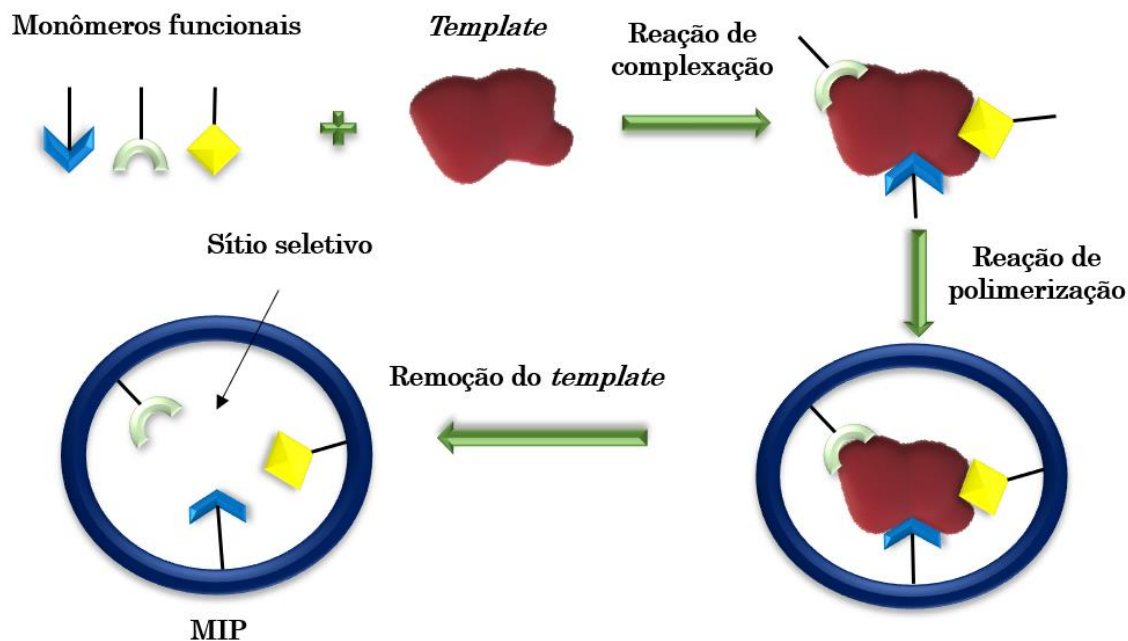 Monômeros funcionais
Template
Reação de
complexação
Sítio seletivo
Reação de
polimerização
Remoção do template
MIP